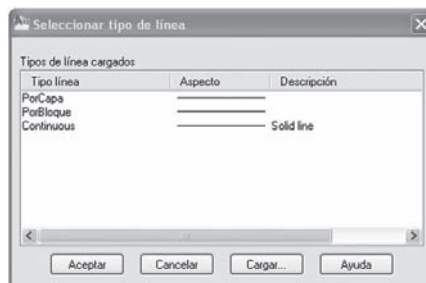 Seleccionar tipo de línea
Tipos de línea cargados
Tipo línea Aspecto Descripción
PorCapa
PorBloque
Continuous Solid line
Aceptar Cancelar Cargar... Ayuda